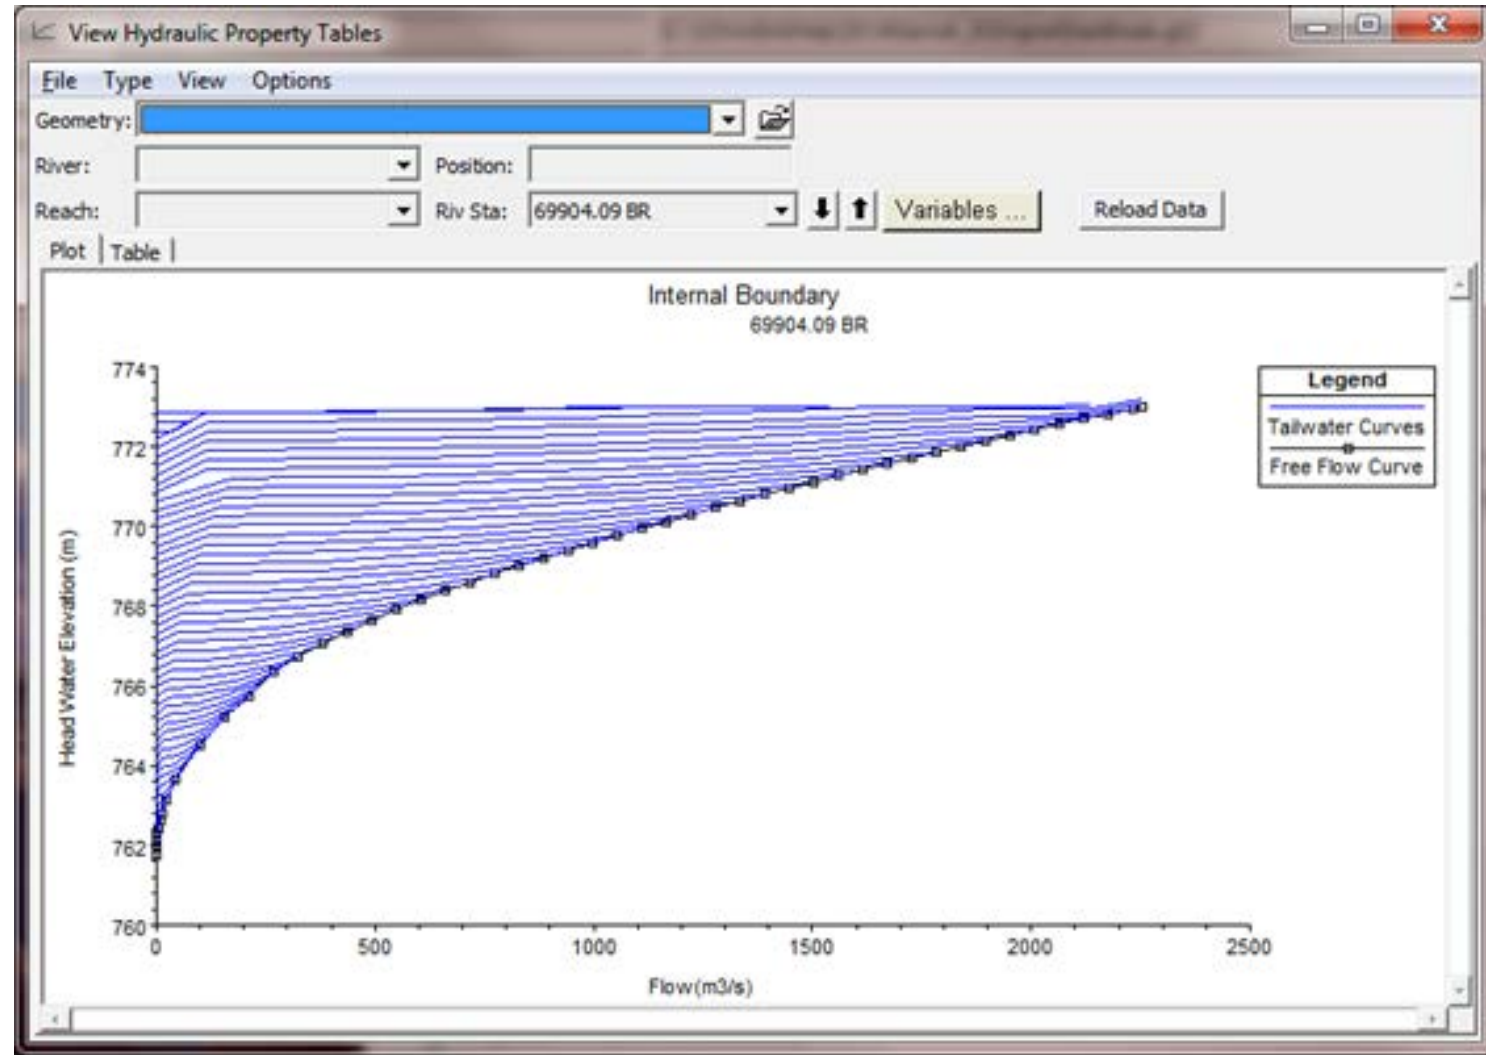 View Hydraulic Property Tables
File Type View Options
Geometry:
River: Position:
Reach: Riv Sta: 69904.09 BR Variables ... Reload Data
Plot Table
Internal Boundary
69904.09 BR
774
772
770
768
766
764
762
760
Head Water Elevation (m)
0 500 1000 1500 2000 2500
Flow(m3/s)
Legend
Tailwater Curves
Free Flow Curve